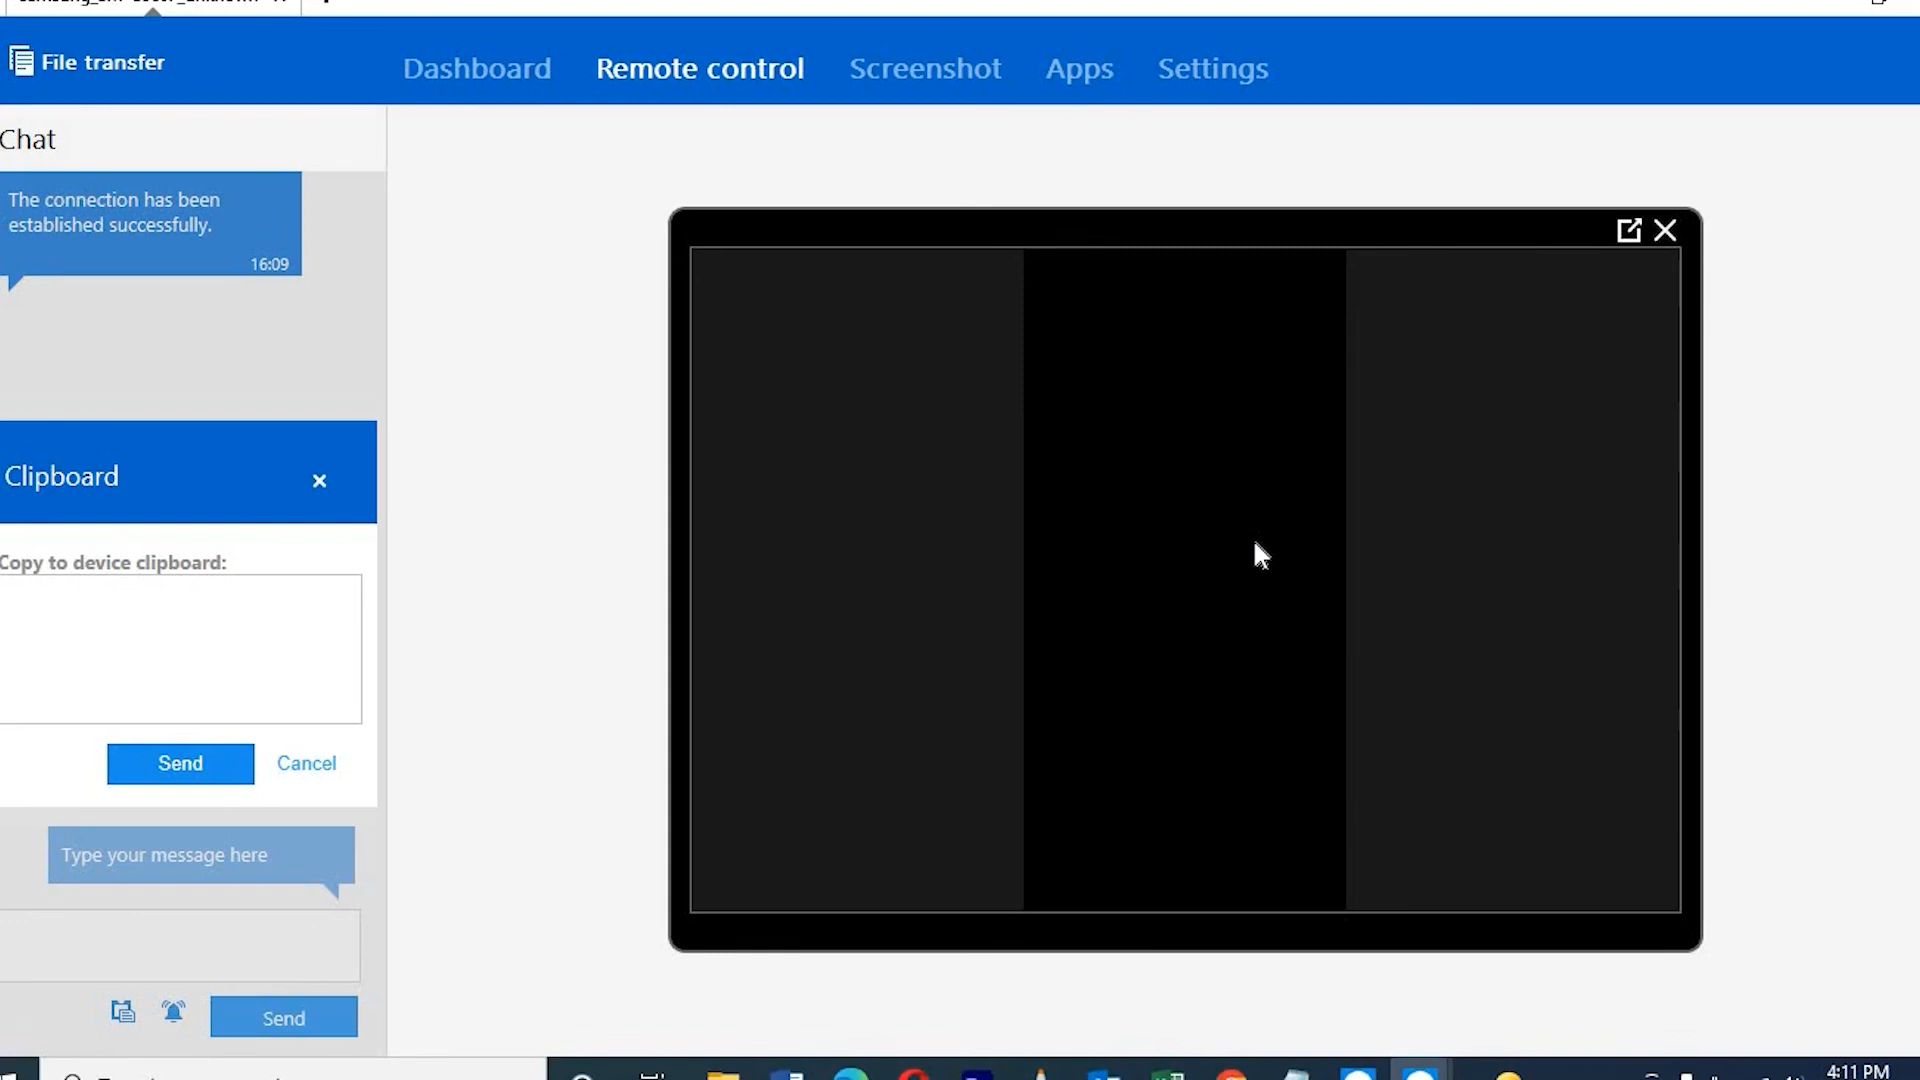 File transfer
Dashboard
Remote control
Screenshot
Apps
Settings
Chat
The connection has been
established successfully.
16:09
Clipboard
Copy to device clipboard:
Send
Cancel
Type your message here
Send
4:11 PM